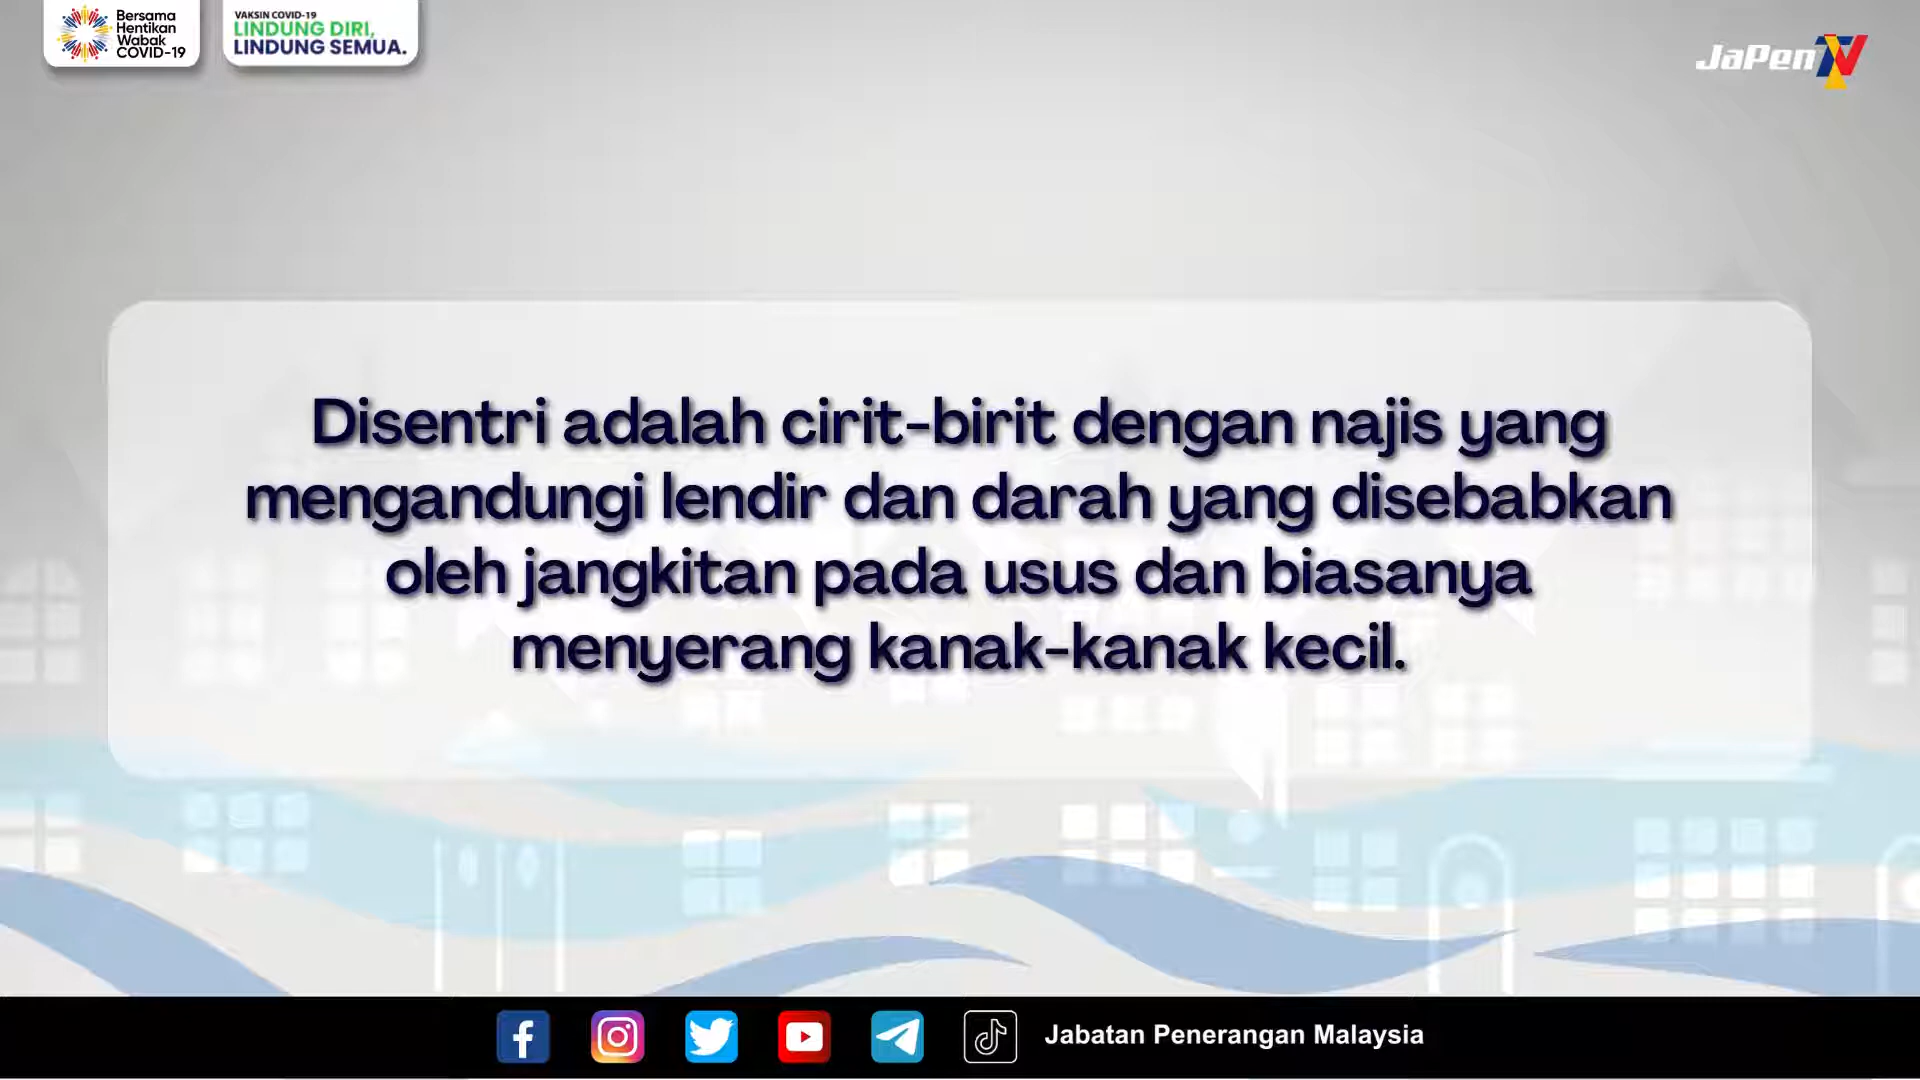 Bersama
Hentikan
Wabak
COVID-19
VAKSIN COVID-19
LINDUNG DIRI,
LINDUNG SEMUA.
JaPen TV
Disentri adalah cirit-birit dengan najis yang
mengandungi lendir dan darah yang disebabkan
oleh jangkitan pada usus dan biasanya
menyerang kanak-kanak kecil.
Jabatan Penerangan Malaysia